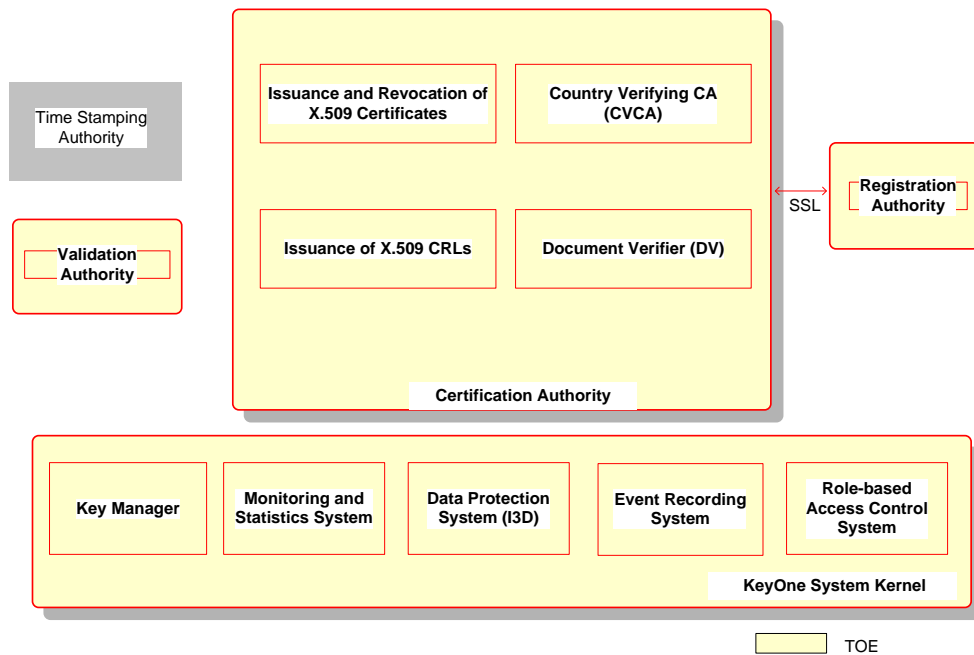 Issuance and Revocation of
X.509 Certificates
Country Verifying CA
(CVCA)
Time Stamping
Authority
Registration
Authority
SSL
Validation
Authority
Issuance of X.509 CRLs
Document Verifier (DV)
Certification Authority
Key Manager
Monitoring and
Statistics System
Data Protection
System (I3D)
Event Recording
System
Role-based
Access Control
System
KeyOne System Kernel
TOE